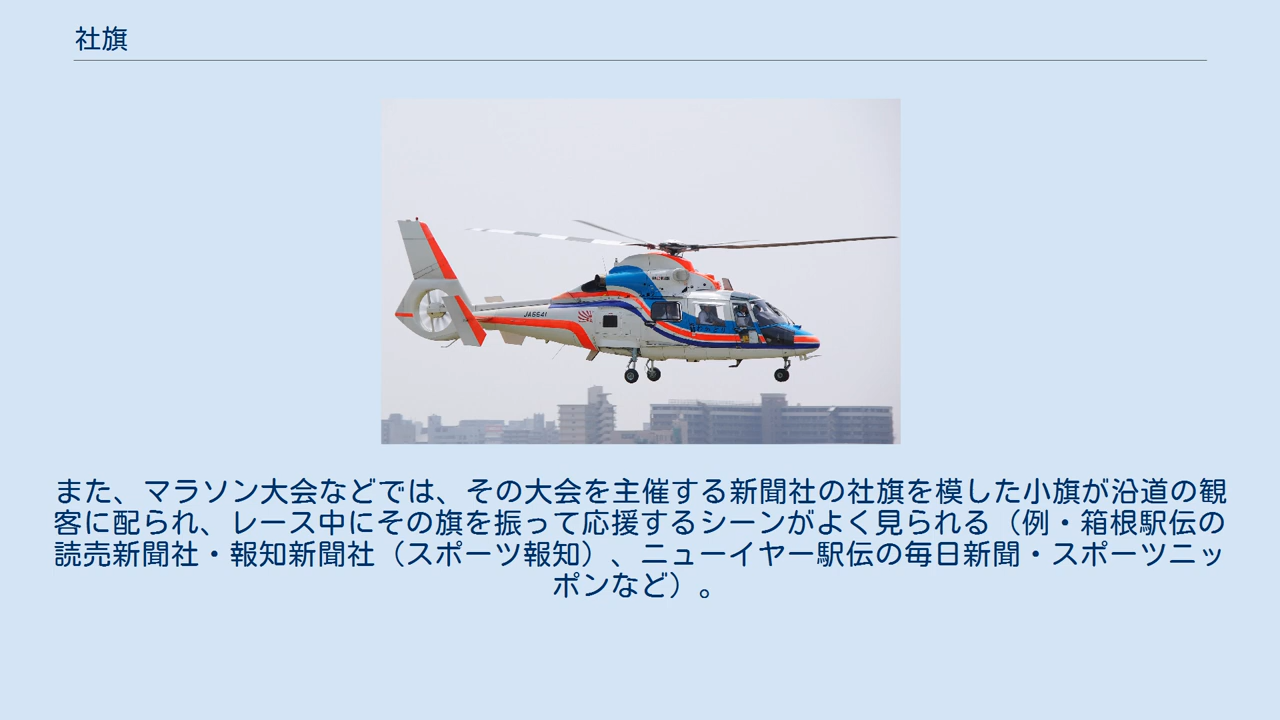 社旗
JA6641
また、マラソン大会などでは、その大会を主催する新聞社の社旗を模した小旗が沿道の観
客に配られ、レース中にその旗を振って応援するシーンがよく見られる（例・箱根駅伝の
読売新聞社・報知新聞社（スポーツ報知）、ニューイヤー駅伝の毎日新聞・スポーツニッ
ポンなど）。